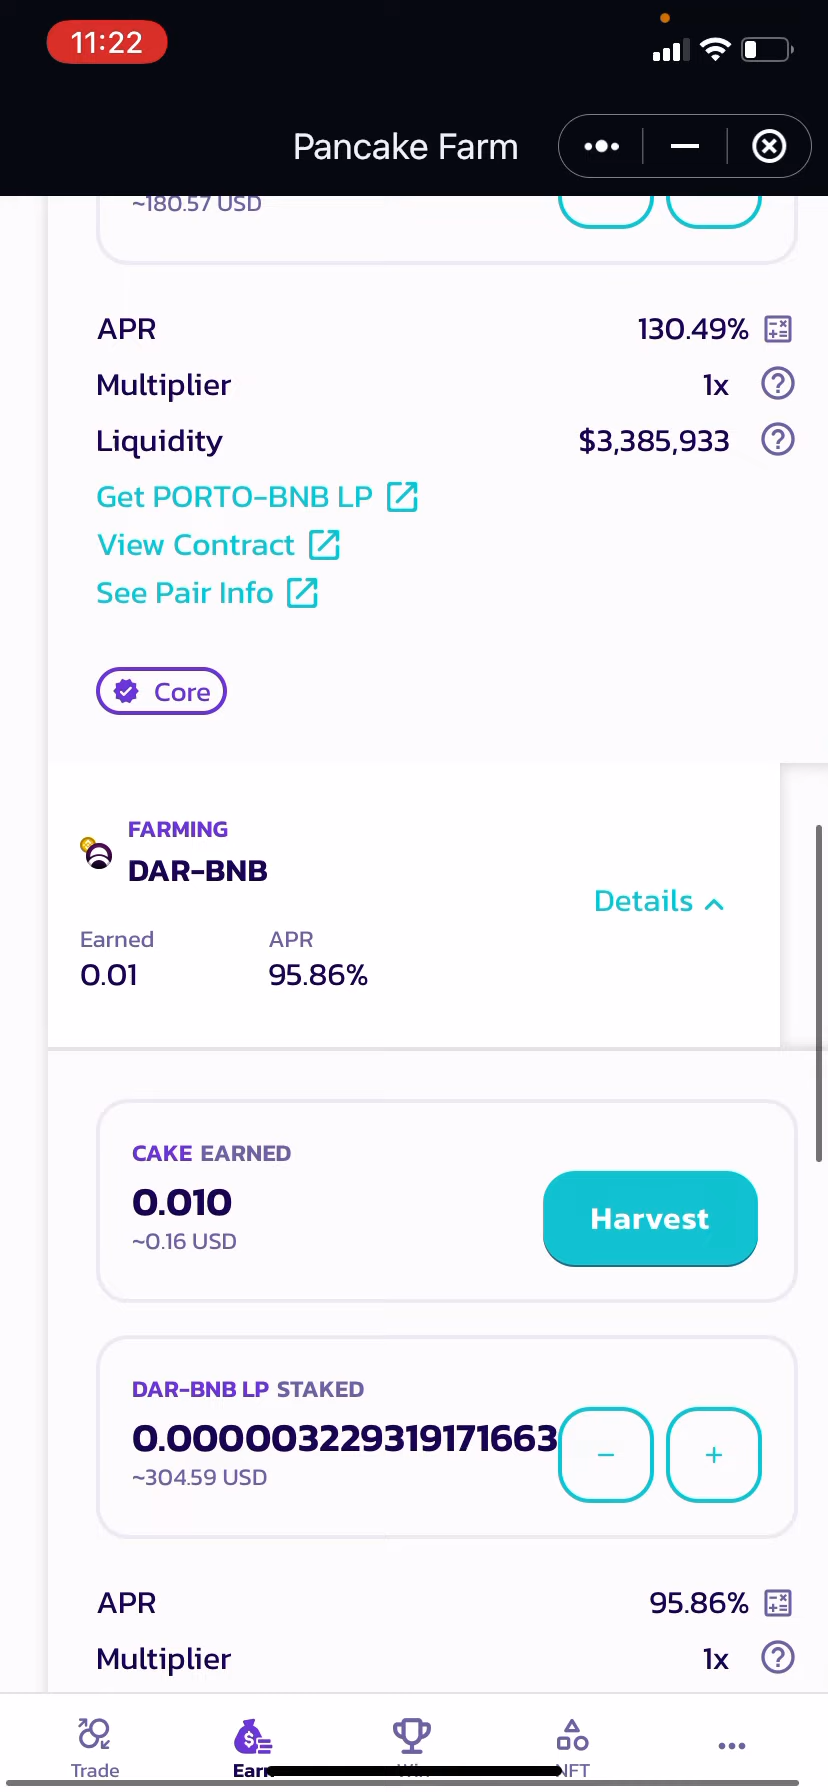 11:22
Pancake Farm
~180.57 USD
APR 130.49%
Multiplier 1x
Liquidity $3,385,933
Get PORTO-BNB LP
View Contract
See Pair Info
Core
FARMING
DAR-BNB
Details
Earned APR
0.01 95.86%
CAKE EARNED
0.010
~0.16 USD
Harvest
DAR-BNB LP STAKED
0.000003229319171663
~304.59 USD
APR 95.86%
Multiplier 1x
Trade Earn Win NFT